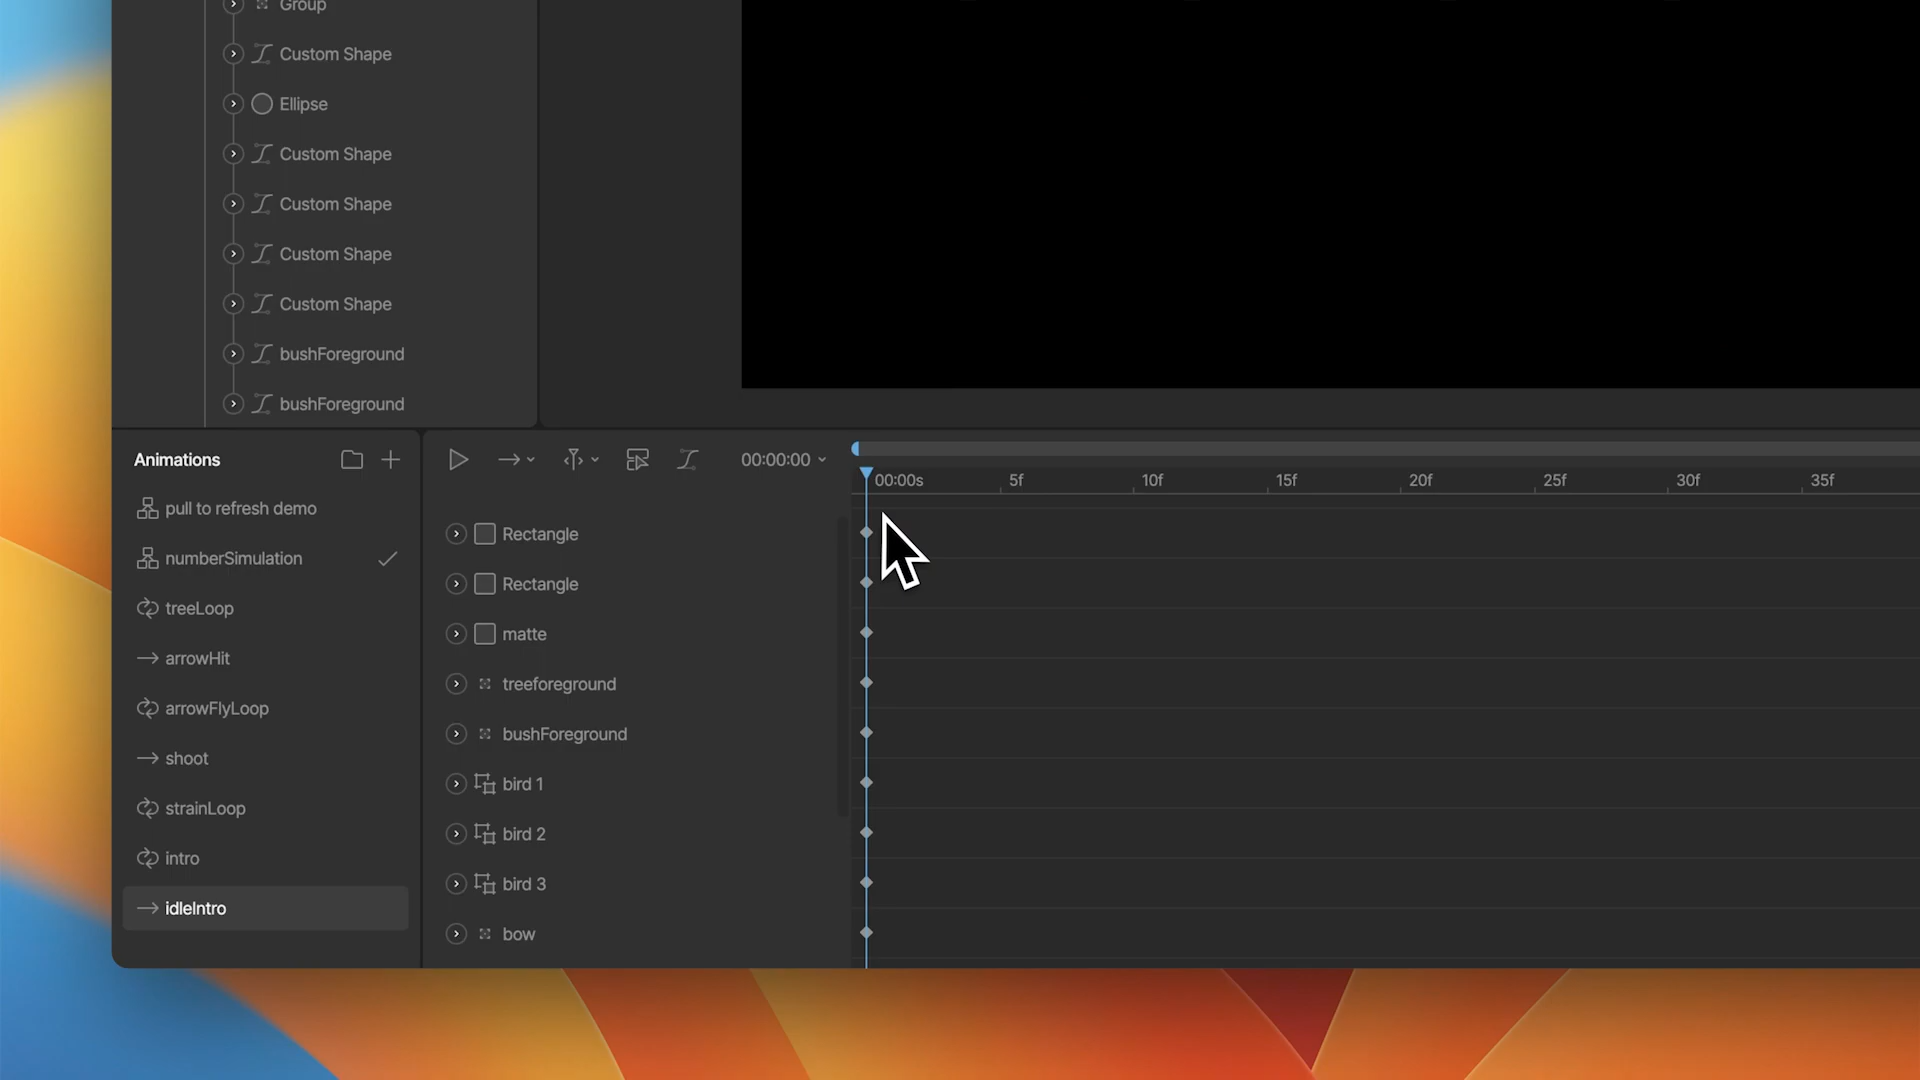 Group
Custom Shape
Ellipse
Custom Shape
Custom Shape
Custom Shape
Custom Shape
bushForeground
bushForeground
Animations
pull to refresh demo
numberSimulation
treeLoop
arrowHit
arrowFlyLoop
shoot
strainLoop
intro
idleIntro
00:00:00
00:00s 5f 10f 15f 20f 25f 30f 35f
Rectangle
Rectangle
matte
treeforeground
bushForeground
bird 1
bird 2
bird 3
bow